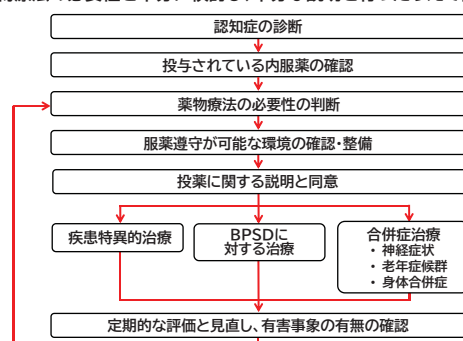 認知症の診断
投与されている内服薬の確認
薬物療法の必要性の判断
服薬遵守が可能な環境の確認・整備
投薬に関する説明と同意
疾患特異的治療
BPSDに
対する治療
合併症治療
・ 神経症状
・ 老年症候群
・ 身体合併症
定期的な評価と見直し、有害事象の有無の確認